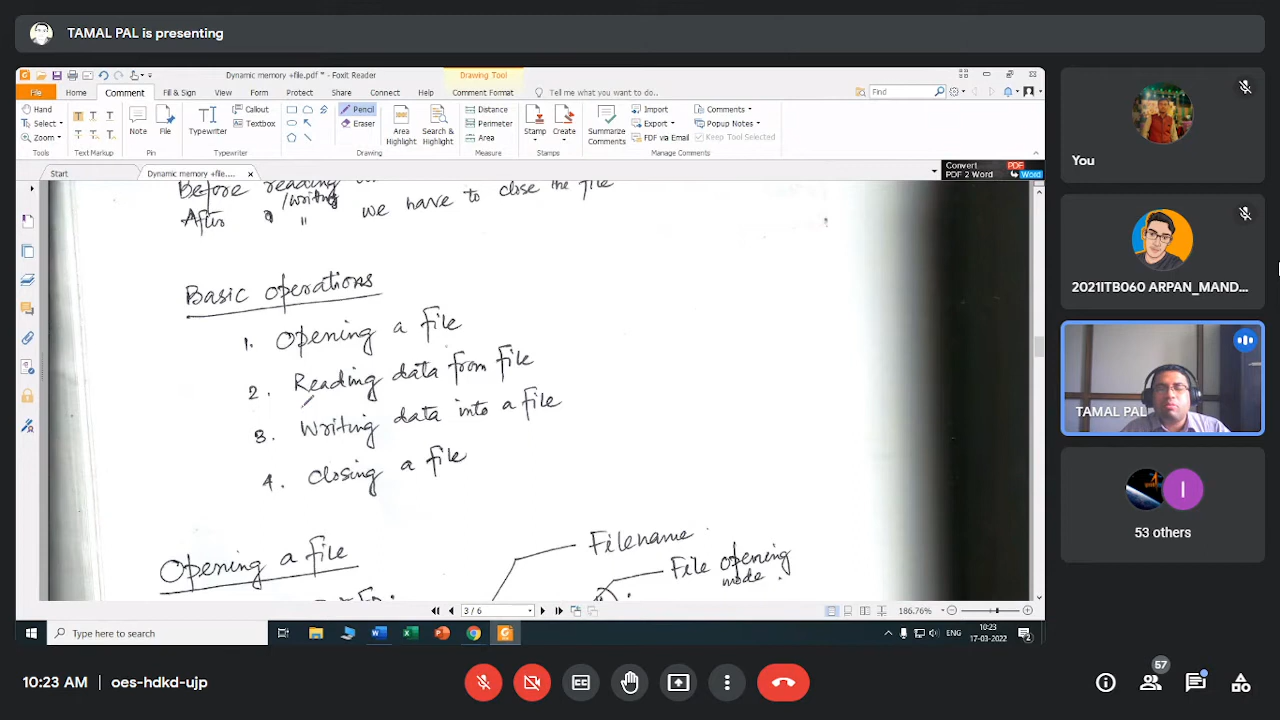 TAMAL PAL is presenting
Dynamic memory +file.pdf * - Foxit Reader
Drawing Tool
File Home Comment Fill & Sign View Form Protect Share Connect Help Comment Format Tell me what you want to do.. Find
Hand
Select
Zoom
Tools
Text Markup
Note
File
Pin
Typewriter
Callout
Textbox
Typewriter
Pencil
Eraser
Drawing
Area Highlight
Search & Highlight
Distance
Perimeter
Area
Measure
Stamp
Create
Stamps
Summarize Comments
Import
Export
FDF via Email
Comments
Popup Notes
Keep Tool Selected
Manage Comments
Start
Dynamic memory +file.... ×
Convert PDF
PDF 2 Word Word
Before reading
/writing
After " " we have to close the file
Basic operations
1. Opening a file
2. Reading data from file
3. Writing data into a file
4. Closing a file
Opening a file
Filename
File opening
mode.
3 / 6
186.76%
Type here to search
ENG
10:23
17-03-2022
You
2021ITB060 ARPAN_MAND...
TAMAL PAL
I
53 others
10:23 AM | oes-hdkd-ujp
57